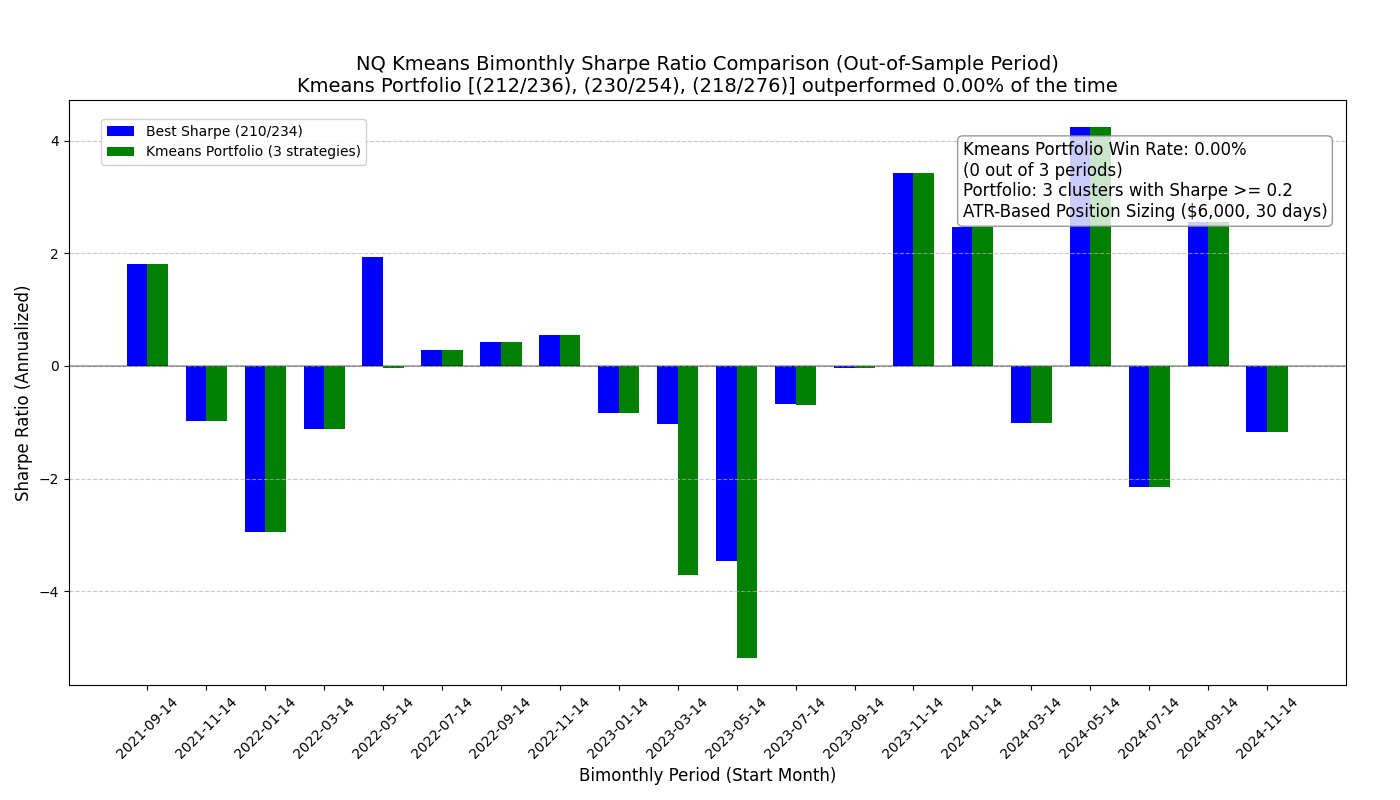 NQ Kmeans Bimonthly Sharpe Ratio Comparison (Out-of-Sample Period)
Kmeans Portfolio [(212/236), (230/254), (218/276)] outperformed 0.00% of the time
Best Sharpe (210/234)
Kmeans Portfolio (3 strategies)
Kmeans Portfolio Win Rate: 0.00%
(0 out of 3 periods)
Portfolio: 3 clusters with Sharpe >= 0.2
ATR-Based Position Sizing ($6,000, 30 days)
Sharpe Ratio (Annualized)
4
2
0
−2
−4
2021-09-14
2021-11-14
2022-01-14
2022-03-14
2022-05-14
2022-07-14
2022-09-14
2022-11-14
2023-01-14
2023-03-14
2023-05-14
2023-07-14
2023-09-14
2023-11-14
2024-01-14
2024-03-14
2024-05-14
2024-07-14
2024-09-14
2024-11-14
Bimonthly Period (Start Month)